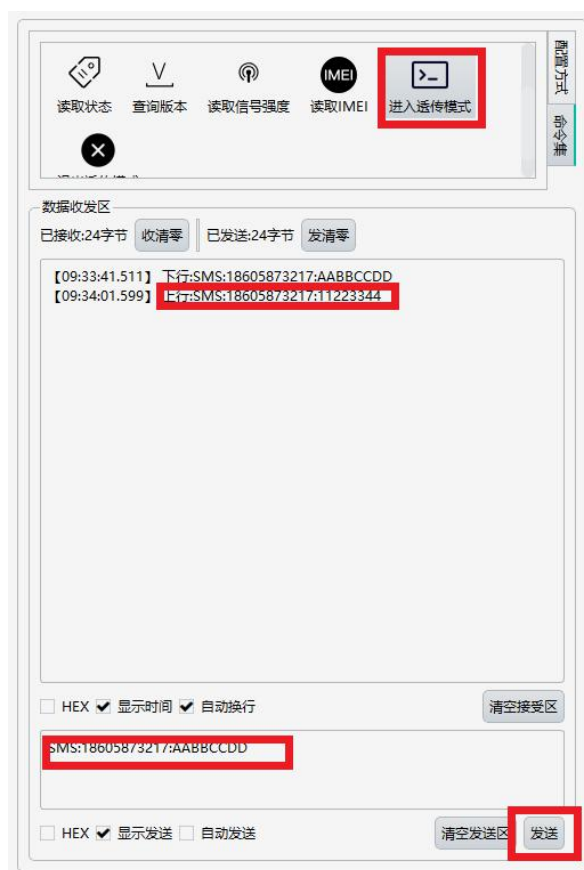 配置方式
命令集
IMEI
读取状态 查询版本 读取信号强度 读取IMEI 进入透传模式
数据收发区
已接收:24字节 收清零 已发送:24字节 发清零
【09:33:41.511】 下行:SMS:18605873217:AABBCCDD
【09:34:01.599】 上行:SMS:18605873217:11223344
HEX 显示时间 自动换行 清空接受区
SMS:18605873217:AABBCCDD
HEX 显示发送 自动发送 清空发送区 发送